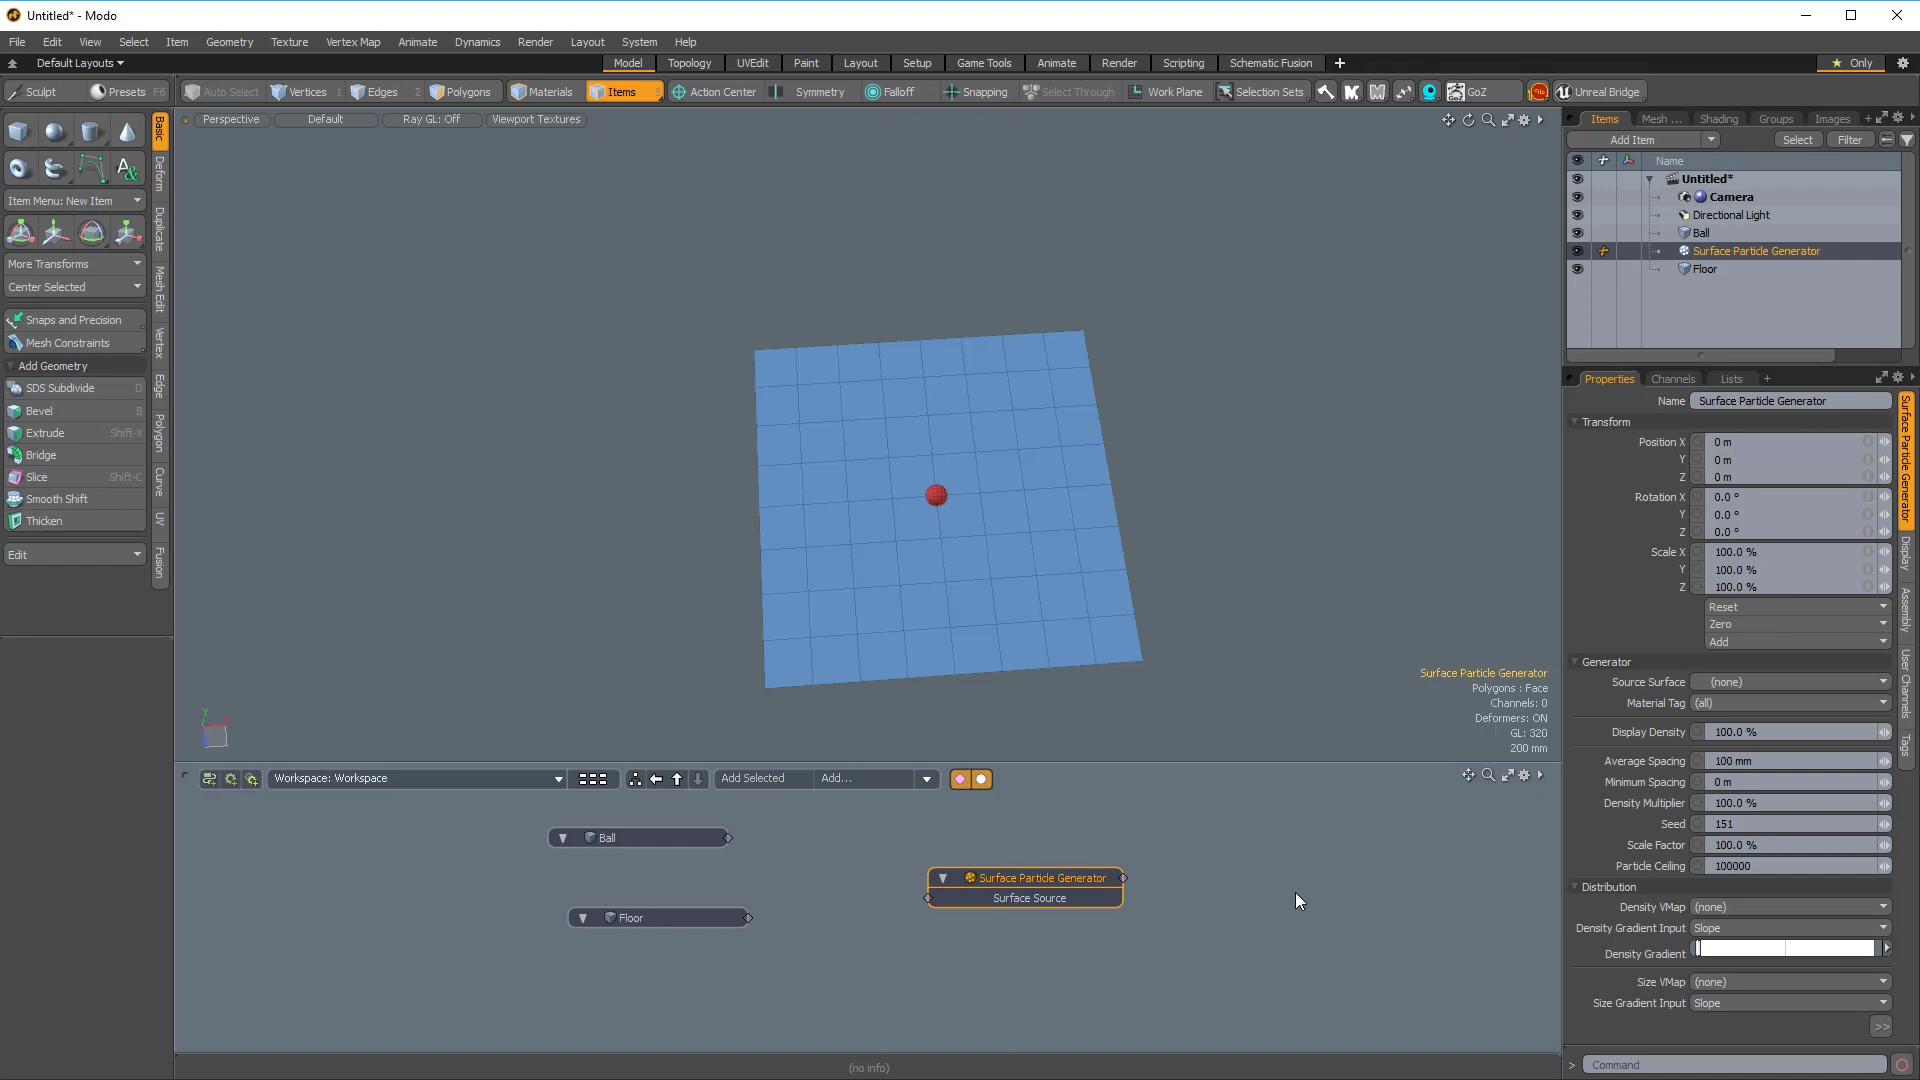 Untitled* - Modo
File Edit View Select Item Geometry Texture Vertex Map Animate Dynamics Render Layout System Help
Default Layouts
Model Topology UVEdit Paint Layout Setup Game Tools Animate Render Scripting Schematic Fusion + Only
Sculpt Presets F6 Auto Select Vertices 1 Edges 2 Polygons Materials Items 5 Action Center Symmetry Falloff Snapping Select Through Work Plane Selection Sets GoZ Unreal Bridge
Perspective Default Ray GL: Off Viewport Textures
Basic
Deform
Duplicate
Mesh Edit
Vertex
Edge
Polygon
Curve
UV
Fusion
Item Menu: New Item
More Transforms
Center Selected
Snaps and Precision
Mesh Constraints
Add Geometry
SDS Subdivide D
Bevel B
Extrude Shift-X
Bridge
Slice Shift-C
Smooth Shift
Thicken
Edit
Surface Particle Generator
Polygons : Face
Channels: 0
Deformers: ON
GL: 320
200 mm
Y
Workspace: Workspace Add Selected Add...
Ball
Surface Particle Generator
Surface Source
Floor
(no info)
Items Mesh ... Shading Groups Images +
Add Item Select Filter
Name
Untitled*
Camera
Directional Light
Ball
Surface Particle Generator
Floor
Properties Channels Lists +
Name Surface Particle Generator
Transform
Position X 0 m
Y 0 m
Z 0 m
Rotation X 0.0 °
Y 0.0 °
Z 0.0 °
Scale X 100.0 %
Y 100.0 %
Z 100.0 %
Reset
Zero
Add
Generator
Source Surface (none)
Material Tag (all)
Display Density 100.0 %
Average Spacing 100 mm
Minimum Spacing 0 m
Density Multiplier 100.0 %
Seed 151
Scale Factor 100.0 %
Particle Ceiling 100000
Distribution
Density VMap (none)
Density Gradient Input Slope
Density Gradient
Size VMap (none)
Size Gradient Input Slope
>>
Surface Particle Generator
Display
Assembly
User Channels
Tags
> Command